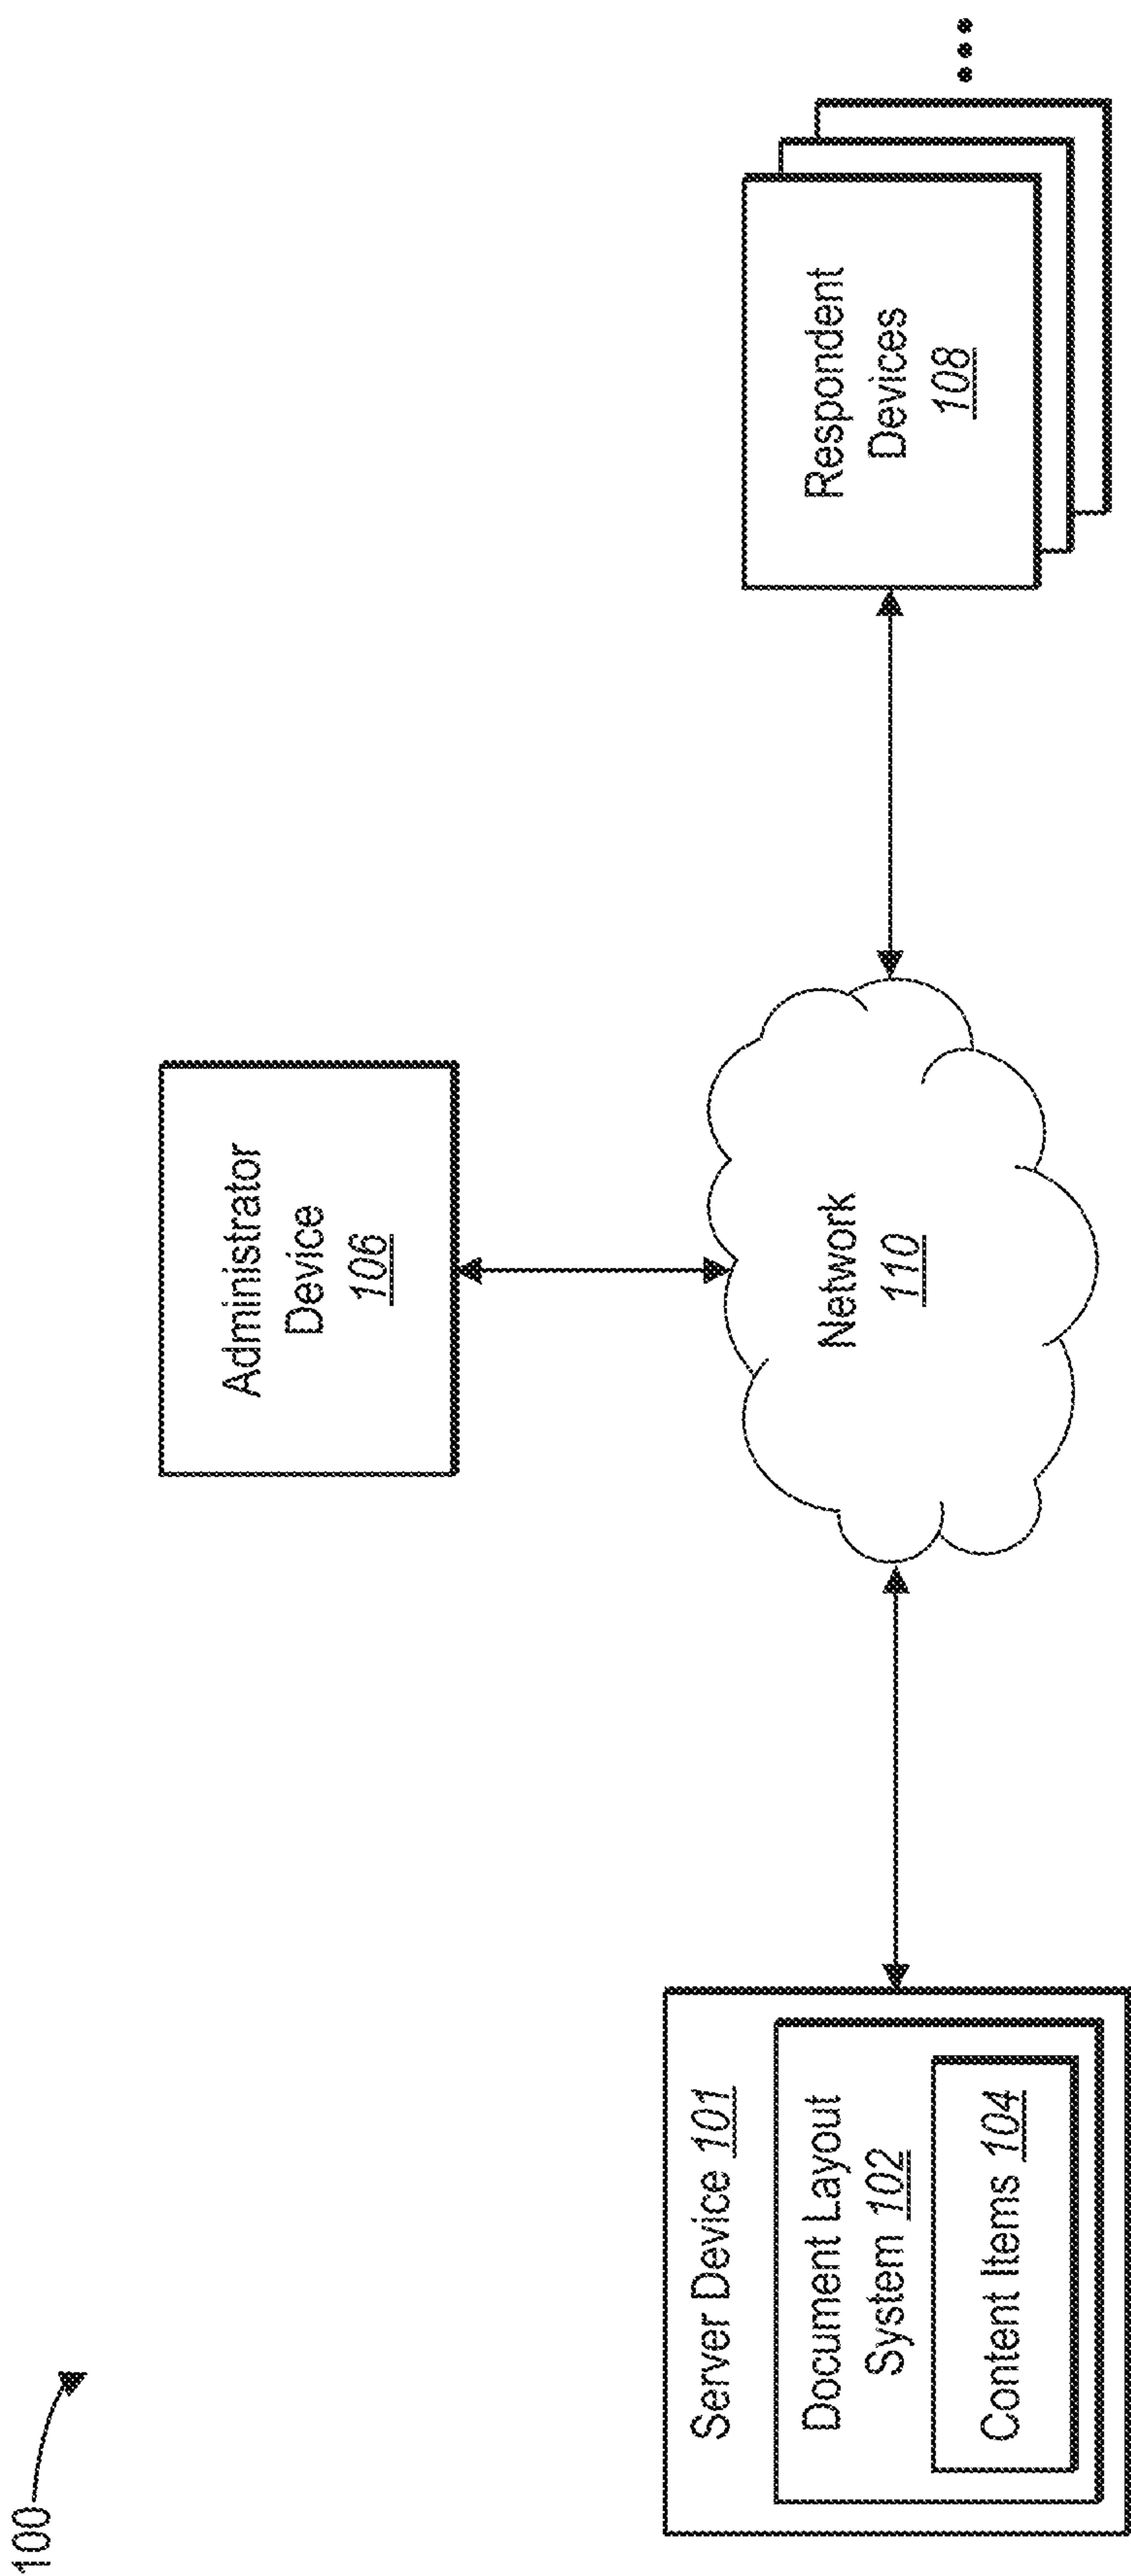 100
Administrator
Device
106
Server Device 101
Document Layout
System 102
Content Items 104
Network
110
Respondent
Devices
108